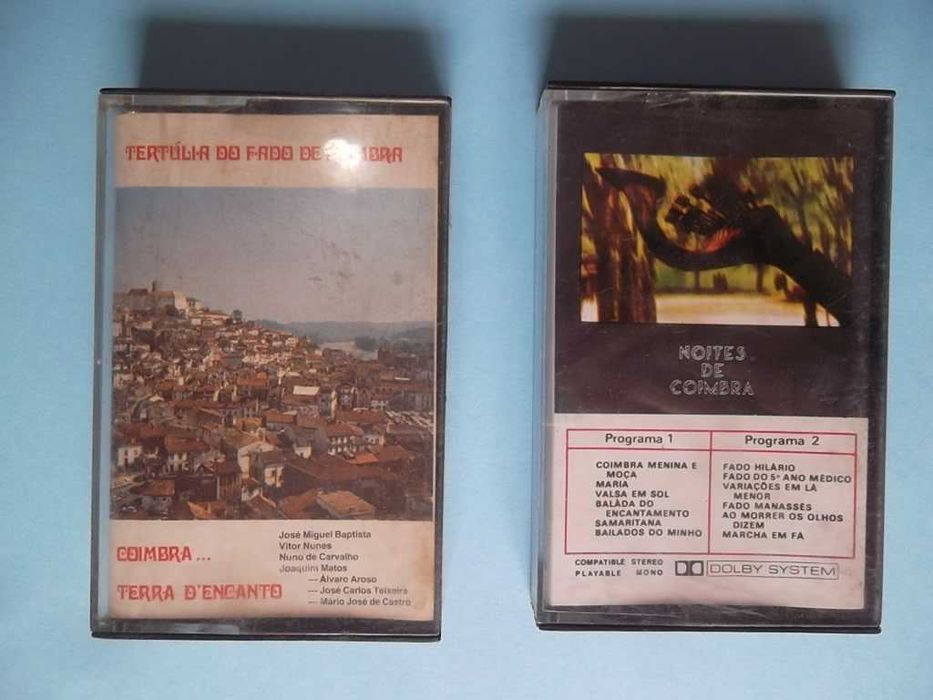 TERTÚLIA DO FADO DE
COIMBRA ...
TERRA D'ENCANTO
José Miguel Baptista
Vitor Nunes
Nuno de Carvalho
Joaquim Matos
— Álvaro Aroso
— José Carlos Teixeira
— Mário José de Castro
NOITES
DE
COIMBRA
Programa 1
COIMBRA MENINA E
MOÇA
MARIA
VALSA EM SOL
BALÀDA DO
ENCANTAMENTO
SAMARITANA
BAILADOS DO MINHO
Programa 2
FADO HILÁRIO
FADO DO 5º ANO MÉDICO
VARIAÇÕES EM LÀ
MENOR
FADO MANASSÉS
AO MORRER OS OLHOS
DIZEM
MARCHA EM FÁ
COMPATIBLE STEREO
PLAYABLE MONO
DOLBY SYSTEM